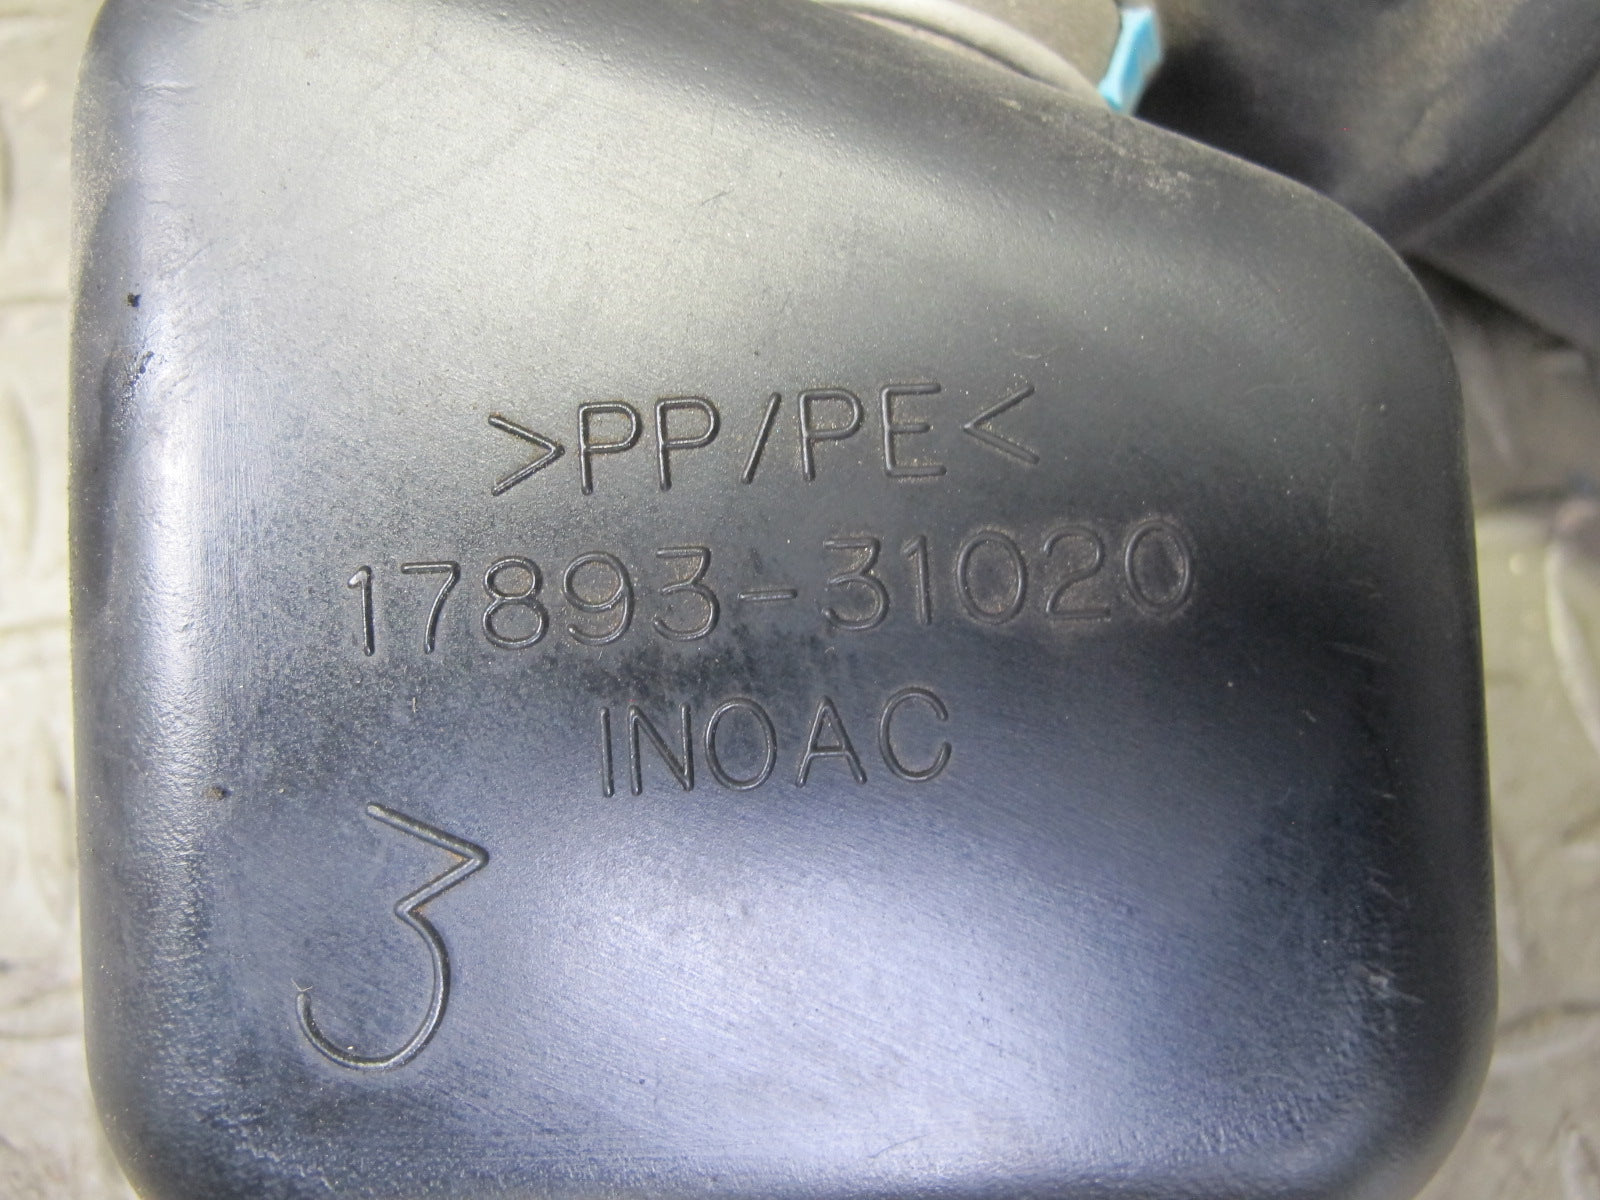 >PP/PE<
17893-31020
INOAC
3